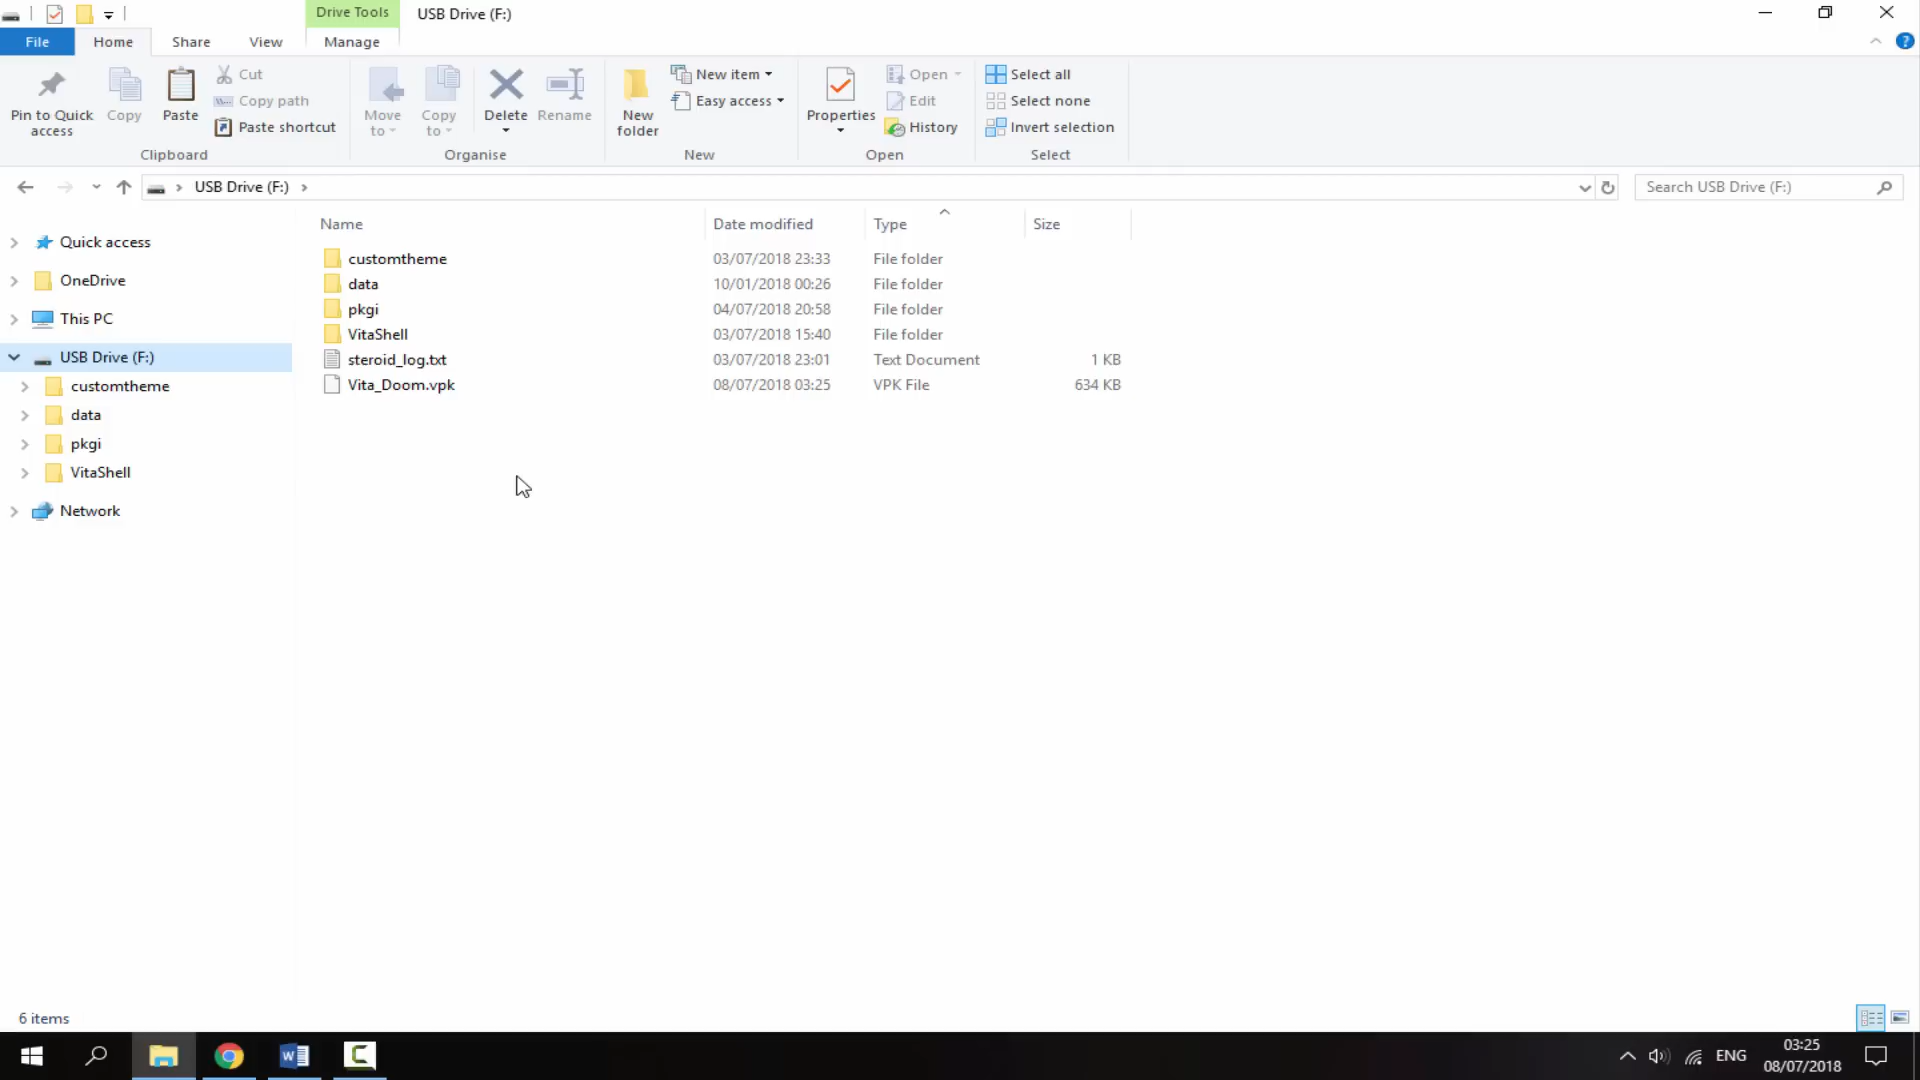 Drive Tools
USB Drive (F:)
File
Home
Share
View
Manage
Pin to Quick access
Copy
Paste
Cut
Copy path
Paste shortcut
Clipboard
Move to
Copy to
Delete
Rename
Organise
New folder
New item
Easy access
New
Properties
Open
Edit
History
Open
Select all
Select none
Invert selection
Select
USB Drive (F:)
Search USB Drive (F:)
Quick access
OneDrive
This PC
USB Drive (F:)
customtheme
data
pkgi
VitaShell
Network
Name Date modified Type Size
customtheme 03/07/2018 23:33 File folder
data 10/01/2018 00:26 File folder
pkgi 04/07/2018 20:58 File folder
VitaShell 03/07/2018 15:40 File folder
steroid_log.txt 03/07/2018 23:01 Text Document 1 KB
Vita_Doom.vpk 08/07/2018 03:25 VPK File 634 KB
6 items
ENG
03:25
08/07/2018